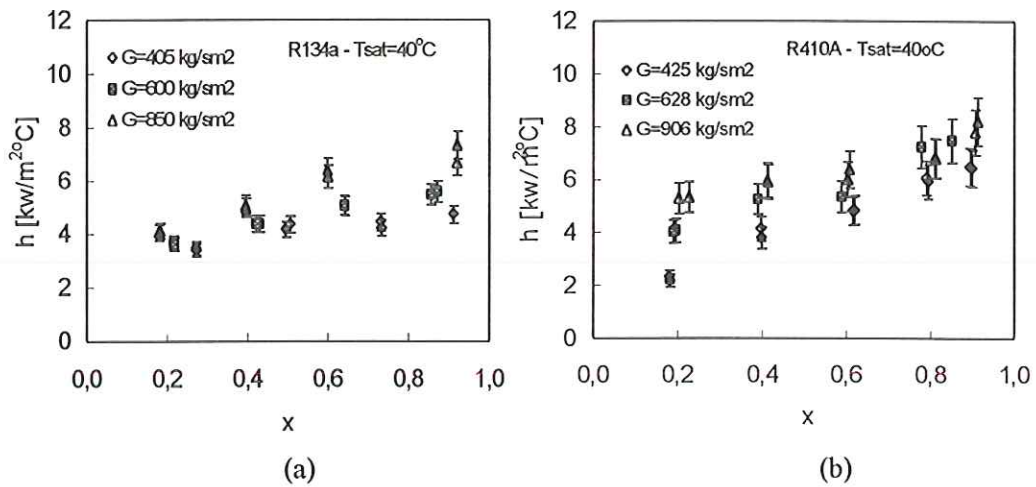 12
10
8
6
4
2
0
h [kw/m²°C]
R134a - Tsat=40°C
G=405 kg/sm2
G=600 kg/sm2
G=850 kg/sm2
0,0 0,2 0,4 0,6 0,8 1,0
x
(a)
12
10
8
6
4
2
0
h [kw/m²°C]
R410A - Tsat=40oC
G=425 kg/sm2
G=628 kg/sm2
G=906 kg/sm2
0,0 0,2 0,4 0,6 0,8 1,0
x
(b)